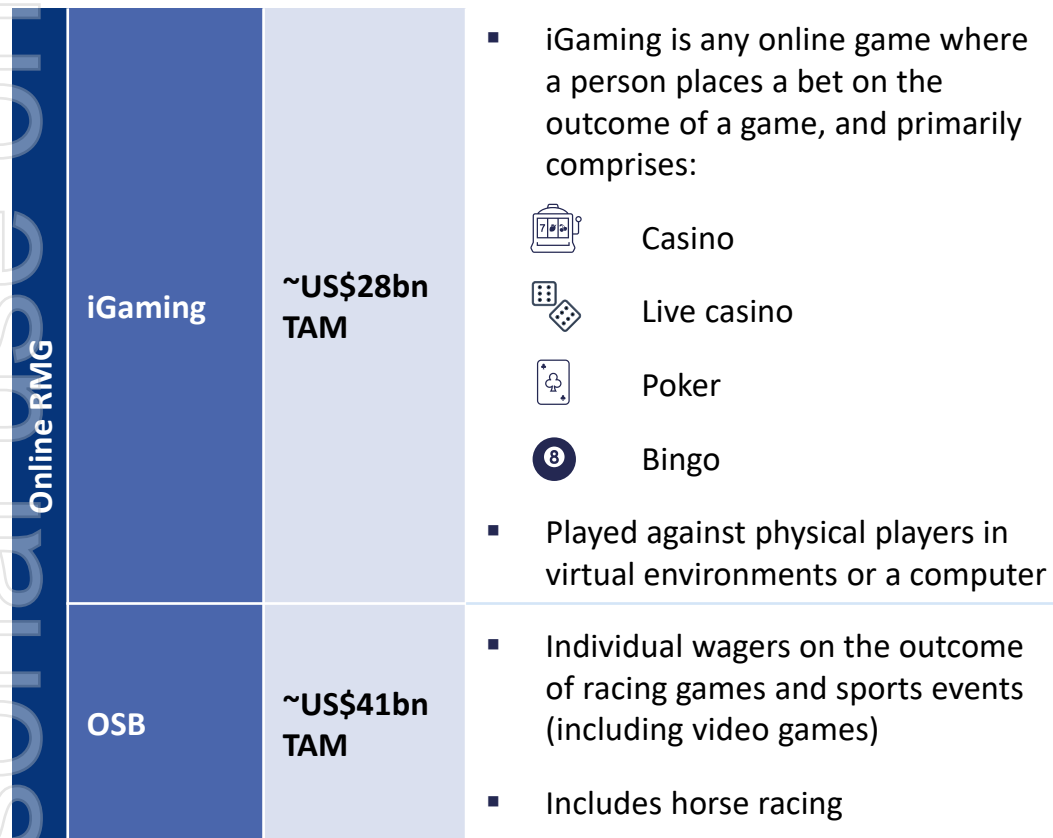 Online RMG
iGaming
~US$28bn
TAM
▪ iGaming is any online game where
a person places a bet on the
outcome of a game, and primarily
comprises:
7
Casino
Live casino
Poker
8
Bingo
▪ Played against physical players in
virtual environments or a computer
OSB
~US$41bn
TAM
▪ Individual wagers on the outcome
of racing games and sports events
(including video games)
▪ Includes horse racing